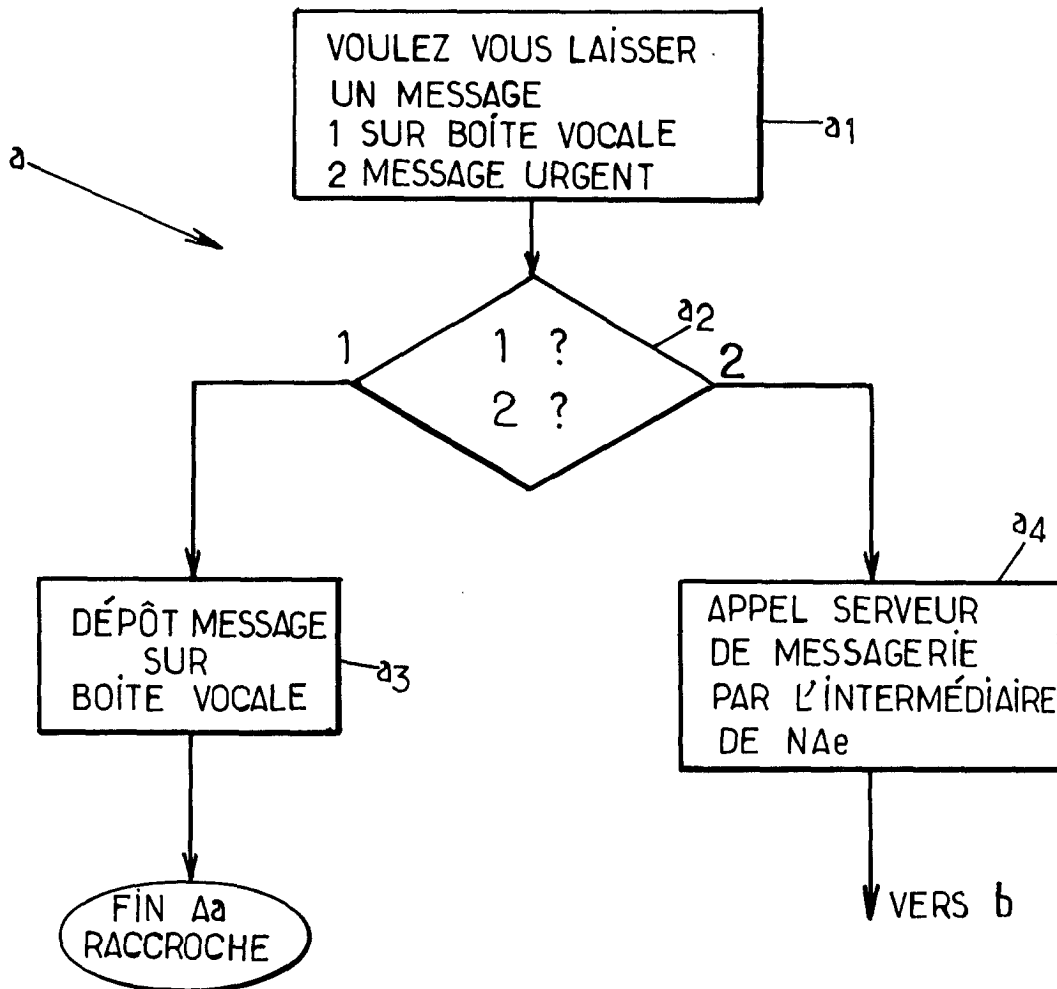 VOULEZ VOUS LAISSER
UN MESSAGE
1 SUR BOÎTE VOCALE
2 MESSAGE URGENT
a1
a
a2
1
1 ?
2 ?
2
DÉPÔT MESSAGE
SUR
BOÎTE VOCALE
a3
a4
APPEL SERVEUR
DE MESSAGERIE
PAR L'INTERMÉDIAIRE
DE NAe
FIN Aa
RACCROCHE
VERS b